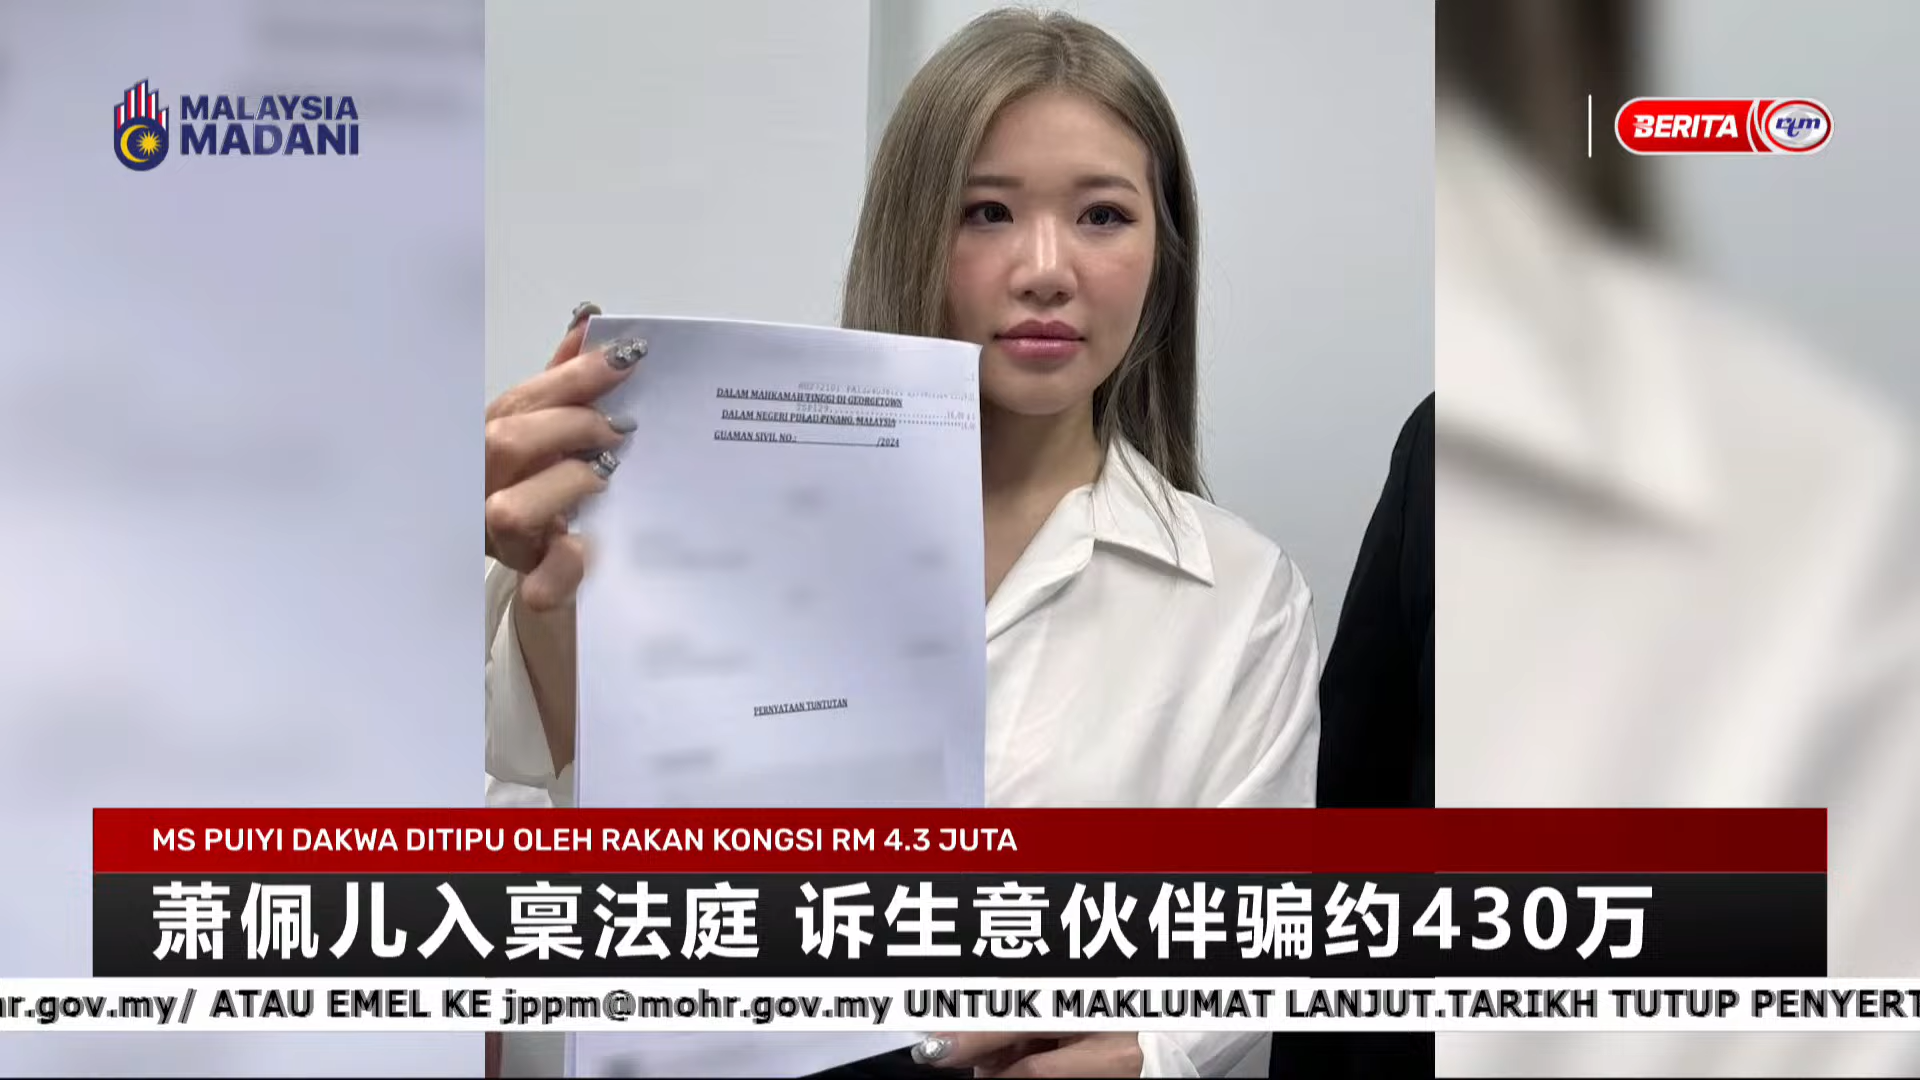 MALAYSIA
MADANI
BERITA rtm
DALAM MAHKAMAH TINGGI DI GEORGETOWN
DALAM NEGERI PULAU PINANG, MALAYSIA
GUAMAN SIVIL NO.: /2024
PERNYATAAN TUNTUTAN
MS PUIYI DAKWA DITIPU OLEH RAKAN KONGSI RM 4.3 JUTA
萧佩儿入稟法庭 诉生意伙伴骗约430万
.gov.my/ ATAU EMEL KE jppm@mohr.gov.my UNTUK MAKLUMAT LANJUT.TARIKH TUTUP